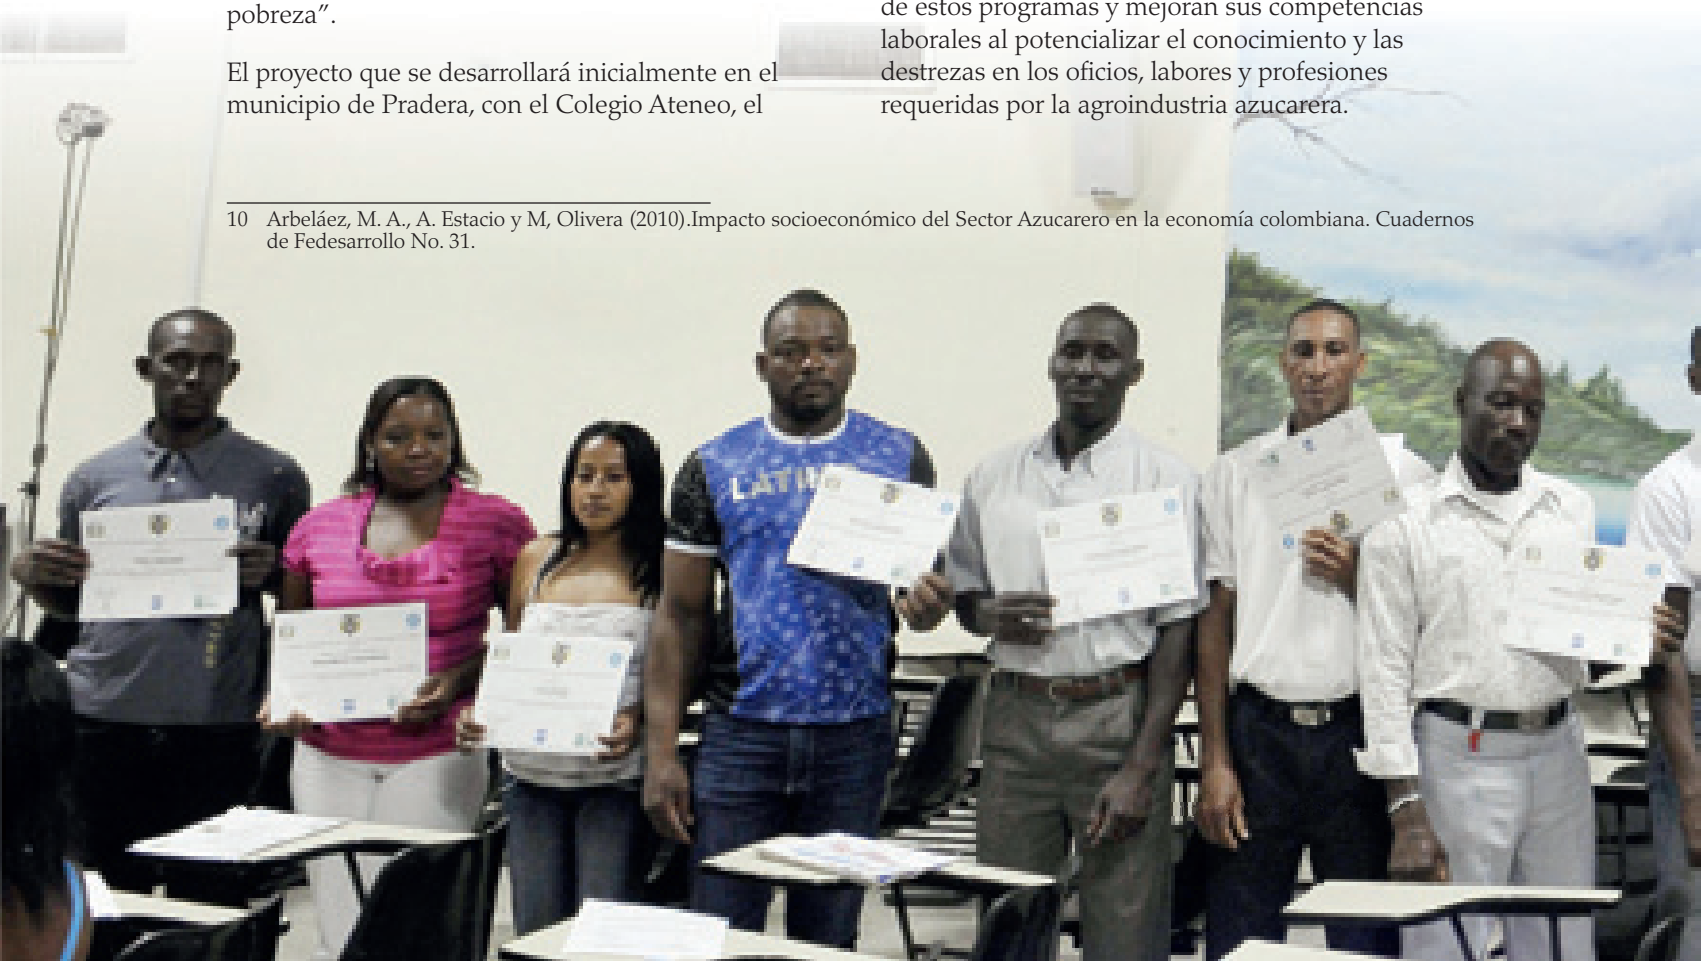 pobreza”.
El proyecto que se desarrollará inicialmente en el
municipio de Pradera, con el Colegio Ateneo, el
de estos programas y mejoran sus competencias
laborales al potencializar el conocimiento y las
destrezas en los oficios, labores y profesiones
requeridas por la agroindustria azucarera.
10 Arbeláez, M. A., A. Estacio y M, Olivera (2010).Impacto socioeconómico del Sector Azucarero en la economía colombiana. Cuadernos
de Fedesarrollo No. 31.